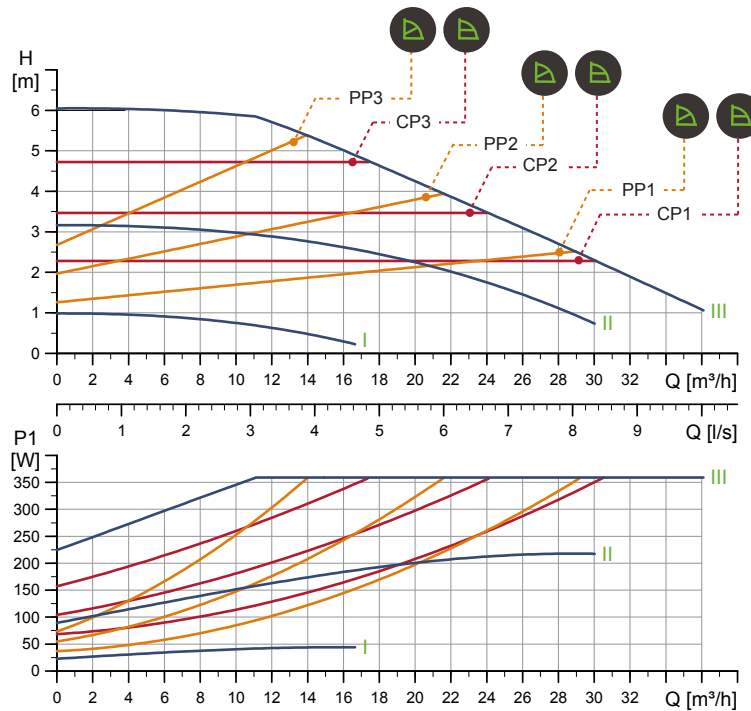 H
[m]
PP3
CP3
PP2
CP2
PP1
CP1
6
5
4
3
2
1
0
I
II
III
0 2 4 6 8 10 12 14 16 18 20 22 24 26 28 30 32 Q [m³/h]
0 1 2 3 4 5 6 7 8 9 Q [l/s]
P1
[W]
350
300
250
200
150
100
50
0
III
II
I
0 2 4 6 8 10 12 14 16 18 20 22 24 26 28 30 32 Q [m³/h]